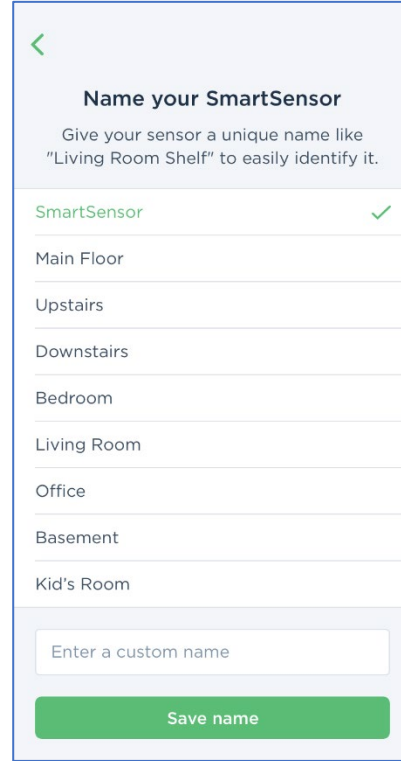 Name your SmartSensor
Give your sensor a unique name like
"Living Room Shelf" to easily identify it.
SmartSensor
Main Floor
Upstairs
Downstairs
Bedroom
Living Room
Office
Basement
Kid's Room
Enter a custom name
Save name